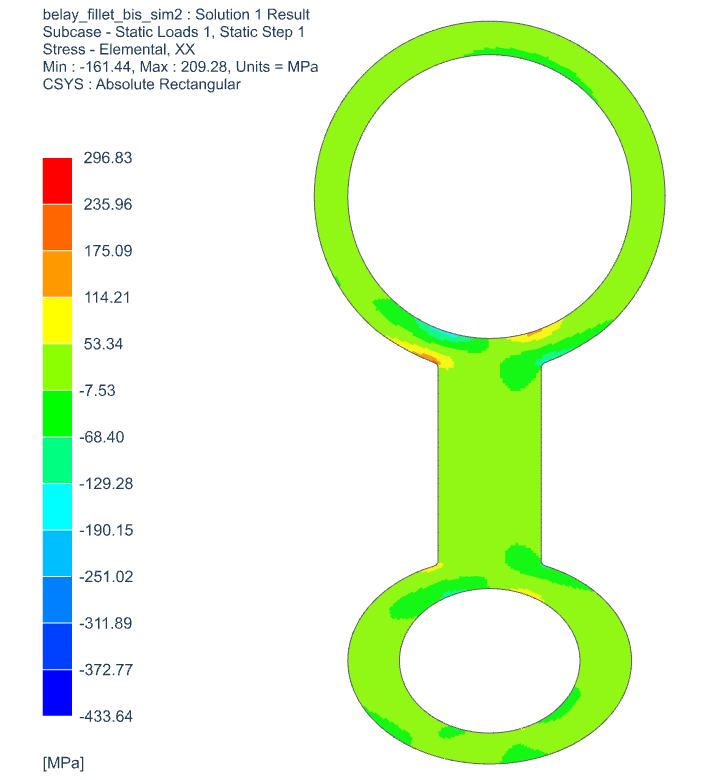 belay_fillet_bis_sim2 : Solution 1 Result
Subcase - Static Loads 1, Static Step 1
Stress - Elemental, XX
Min : -161.44, Max : 209.28, Units = MPa
CSYS : Absolute Rectangular
296.83
235.96
175.09
114.21
53.34
-7.53
-68.40
-129.28
-190.15
-251.02
-311.89
-372.77
-433.64
[MPa]